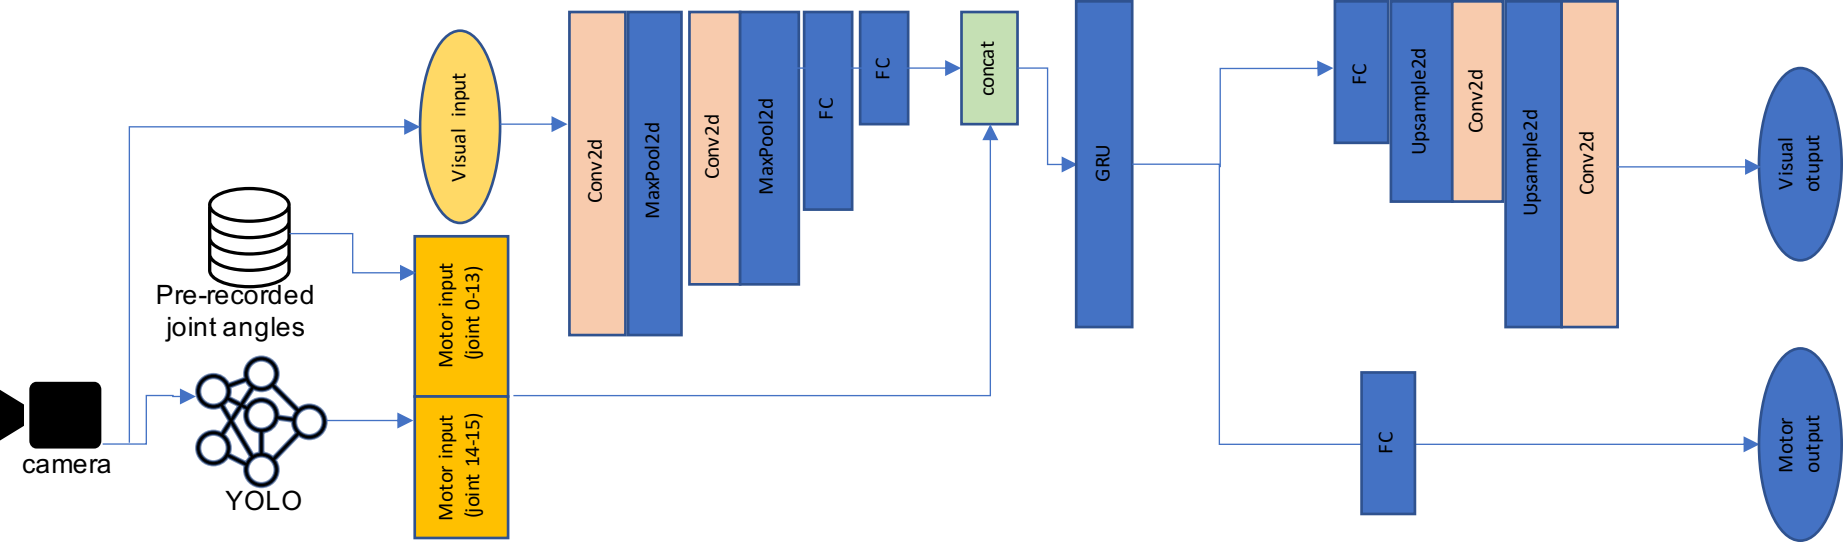 camera
Pre-recorded
joint angles
YOLO
Visual input
Motor input
(joint 0-13)
Motor input
(joint 14-15)
Conv2d
MaxPool2d
Conv2d
MaxPool2d
FC
FC
concat
GRU
FC
Upsample2d
Conv2d
Upsample2d
Conv2d
Visual
otuput
FC
Motor
output